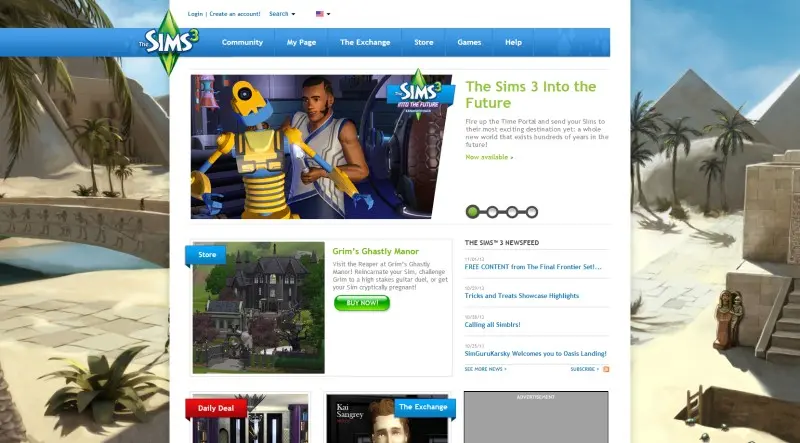 Login | Create an account!
Search
The SIMS 3
Community
My Page
The Exchange
Store
Games
Help
The SIMS 3
INTO THE FUTURE
The Sims 3 Into the
Future
Fire up the Time Portal and send your Sims to
their most exciting destination yet: a whole
new world that exists hundreds of years in the
future!
Now available »
Store
Grim's Ghastly Manor
Visit the Reaper at Grim's Ghastly
Manor! Reincarnate your Sim, challenge
Grim to a high stakes guitar duel, or get
your Sim cryptically pregnant!
BUY NOW!
THE SIMS™ 3 NEWSFEED
FREE CONTENT from The Final Frontier Set!...
Tricks and Treats Showcase Highlights
Calling all Simblrs!
SimGuruKarsky Welcomes you to Oasis Landing!
SEE MORE NEWS
SUBSCRIBE
Daily Deal
Kai
Sangrey
The Exchange
ADVERTISEMENT